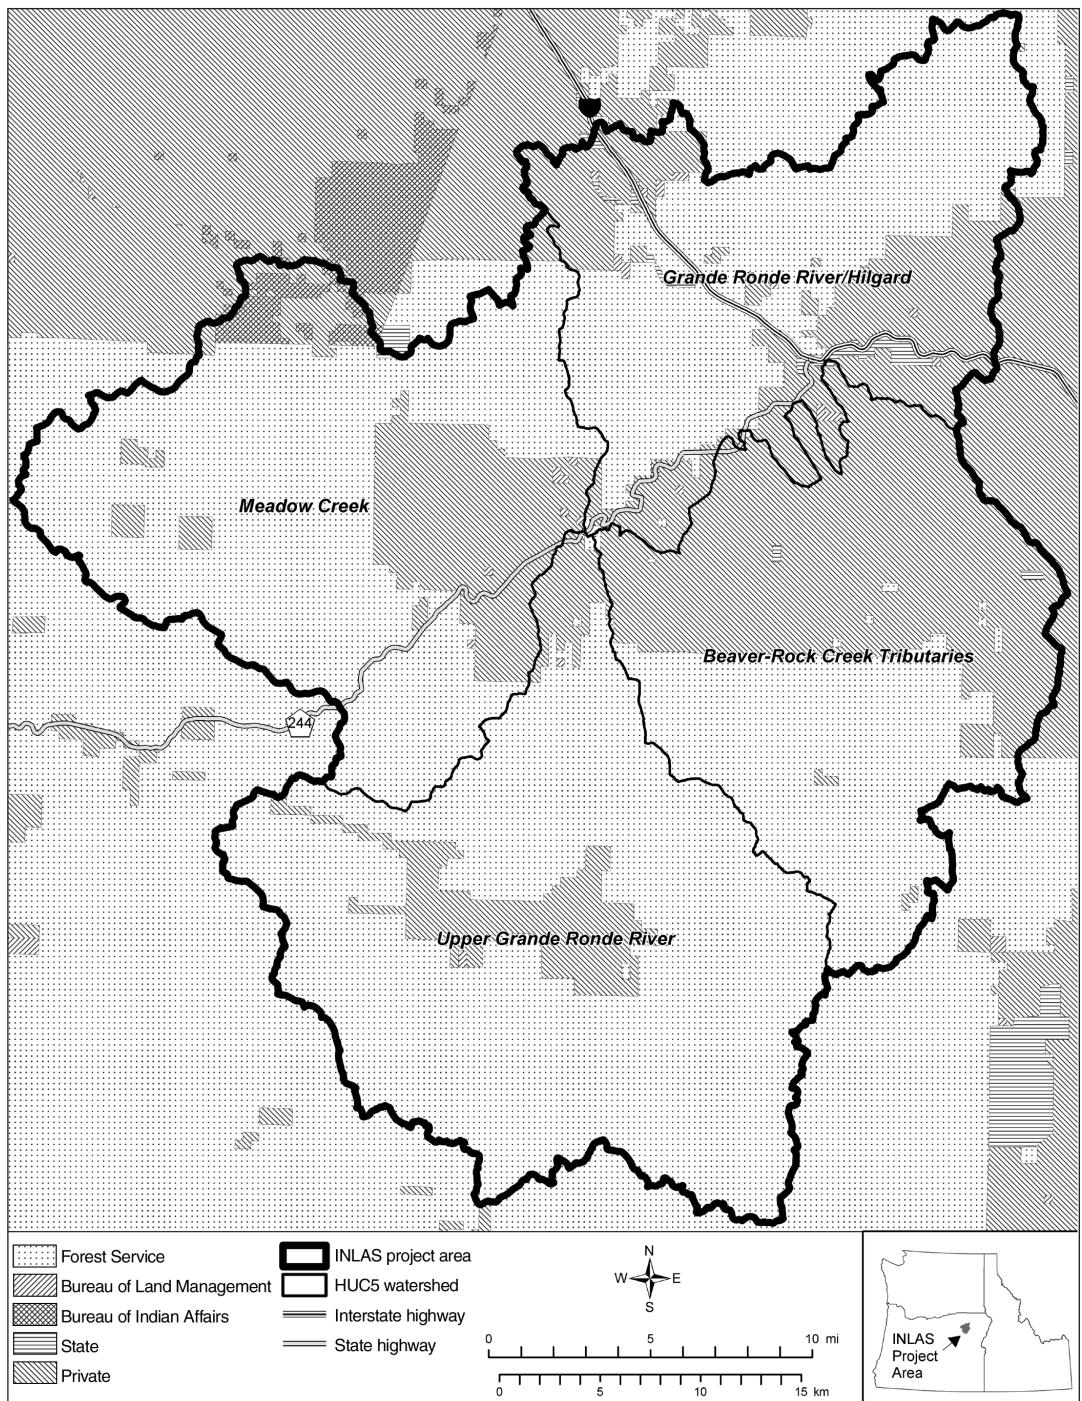 Grande Ronde River/Hilgard
Meadow Creek
Beaver-Rock Creek Tributaries
244
Upper Grande Ronde River
Forest Service
Bureau of Land Management
Bureau of Indian Affairs
State
Private
INLAS project area
HUC5 watershed
Interstate highway
State highway
N
W E
S
0 5 10 mi
0 5 10 15 km
INLAS
Project
Area